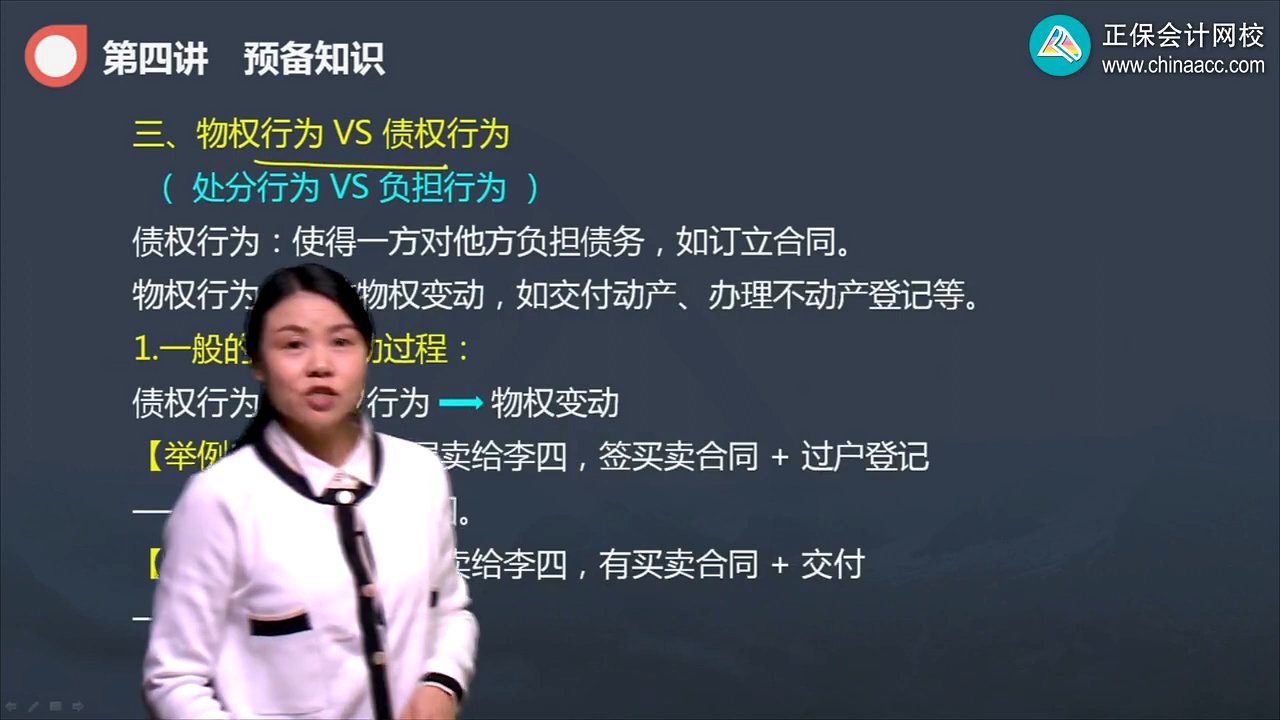 第四讲 预备知识
正保会计网校
www.chinaacc.com
三、物权行为 VS 债权行为
（ 处分行为 VS 负担行为 ）
债权行为：使得一方对他方负担债务，如订立合同。
物权行为 物权变动，如交付动产、办理不动产登记等。
1.一般的 过程：
债权行为 行为 物权变动
【举例 卖给李四，签买卖合同 + 过户登记
—
。
【 卖给李四，有买卖合同 + 交付
—